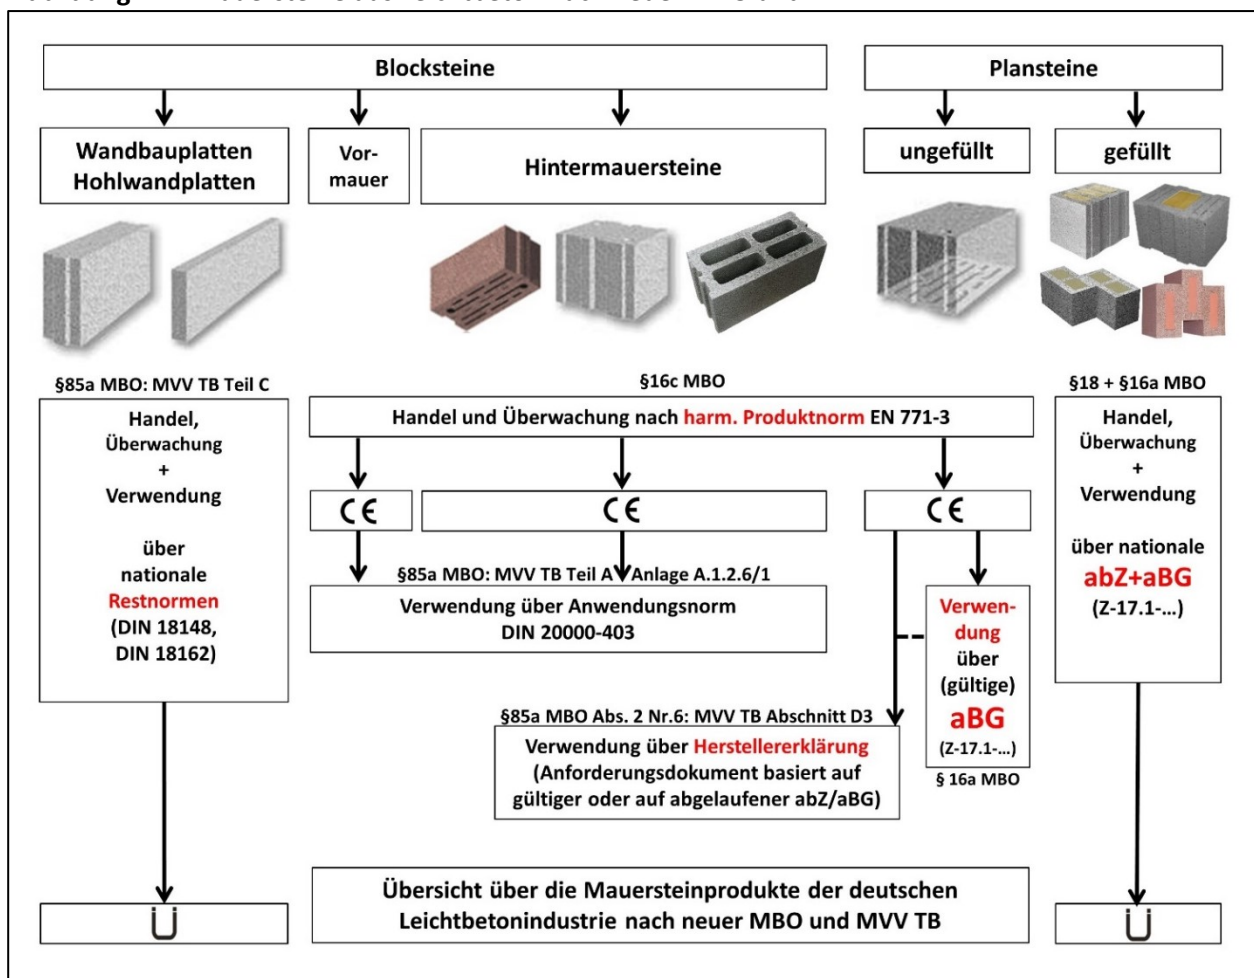 Blocksteine
Plansteine
Wandbauplatten
Hohlwandplatten
Vor-
mauer
Hintermauersteine
ungefüllt
gefüllt
§85a MBO: MVV TB Teil C
Handel,
Überwachung
+
Verwendung
über
nationale
Restnormen
(DIN 18148,
DIN 18162)
§16c MBO
Handel und Überwachung nach harm. Produktnorm EN 771-3
CE
CE
CE
§85a MBO: MVV TB Teil A Anlage A.1.2.6/1
Verwendung über Anwendungsnorm
DIN 20000-403
Verwen-
dung
über
(gültige)
aBG
(Z-17.1-...)
§ 16a MBO
§85a MBO Abs. 2 Nr.6: MVV TB Abschnitt D3
Verwendung über Herstellererklärung
(Anforderungsdokument basiert auf
gültiger oder auf abgelaufener abZ/aBG)
§18 + §16a MBO
Handel,
Überwachung
+
Verwendung
über nationale
abZ+aBG
(Z-17.1-...)
Ü
Übersicht über die Mauersteinprodukte der deutschen
Leichtbetonindustrie nach neuer MBO und MVV TB
Ü